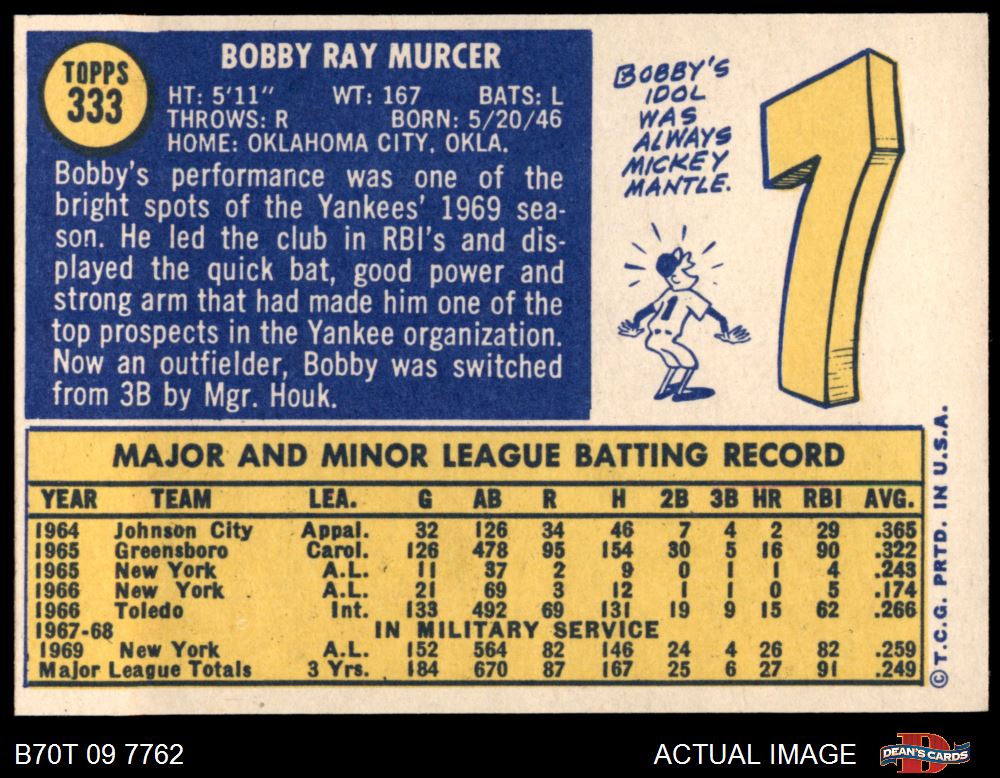 TOPPS
333
BOBBY RAY MURCER
HT: 5'11" WT: 167 BATS: L
THROWS: R BORN: 5/20/46
HOME: OKLAHOMA CITY, OKLA.
Bobby's performance was one of the
bright spots of the Yankees' 1969 sea-
son. He led the club in RBI's and dis-
played the quick bat, good power and
strong arm that had made him one of the
top prospects in the Yankee organization.
Now an outfielder, Bobby was switched
from 3B by Mgr. Houk.
BOBBY'S
IDOL
WAS
ALWAYS
MICKEY
MANTLE.
7
1
MAJOR AND MINOR LEAGUE BATTING RECORD
YEAR TEAM LEA. G AB R H 2B 3B HR RBI AVG.
1964 Johnson City Appal. 32 126 34 46 7 4 2 29 .365
1965 Greensboro Carol. 126 478 95 154 30 5 16 90 .322
1965 New York A.L. 11 37 2 9 0 1 1 4 .243
1966 New York A.L. 21 69 3 12 1 1 0 5 .174
1966 Toledo Int. 133 492 69 131 19 9 15 62 .266
1967-68 IN MILITARY SERVICE
1969 New York A.L. 152 564 82 146 24 4 26 82 .259
Major League Totals 3 Yrs. 184 670 87 167 25 6 27 91 .249
© T.C.G. PRTD. IN U.S.A.
B70T 09 7762
ACTUAL IMAGE
DEAN'S CARDS